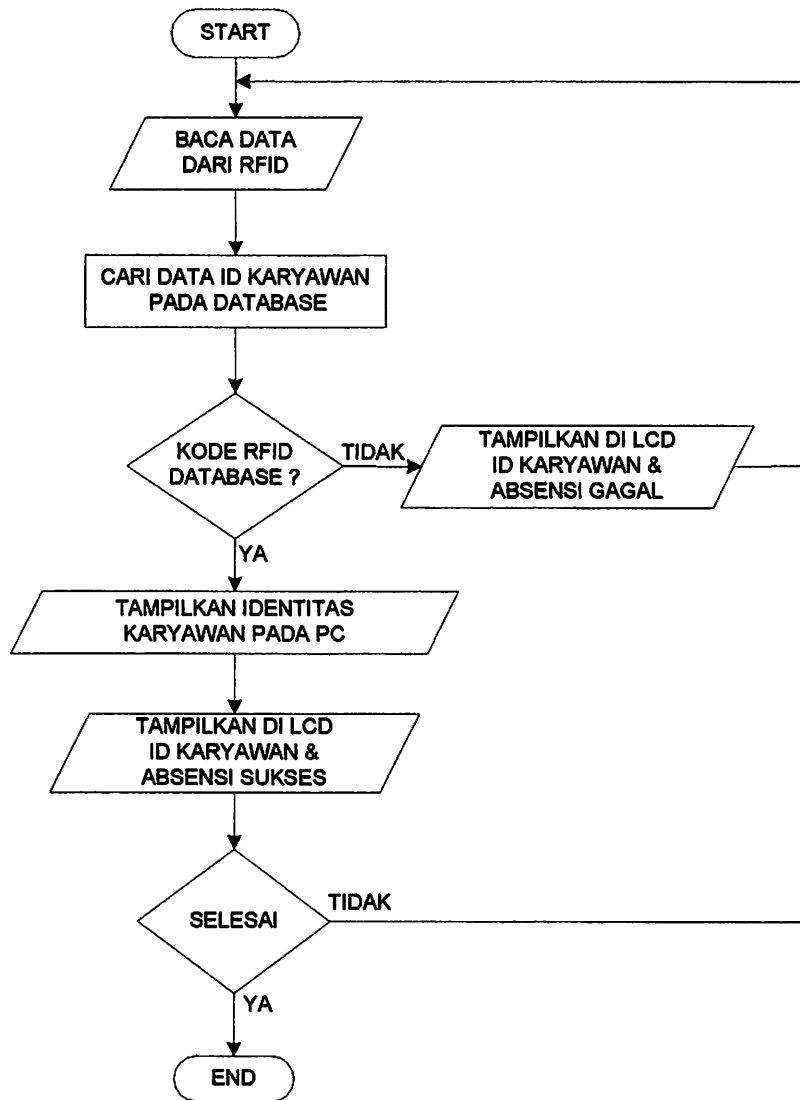 START
BACA DATA
DARI RFID
CARI DATA ID KARYAWAN
PADA DATABASE
KODE RFID
DATABASE ?
TIDAK
TAMPILKAN DI LCD
ID KARYAWAN &
ABSENSI GAGAL
YA
TAMPILKAN IDENTITAS
KARYAWAN PADA PC
TAMPILKAN DI LCD
ID KARYAWAN &
ABSENSI SUKSES
SELESAI
TIDAK
YA
END